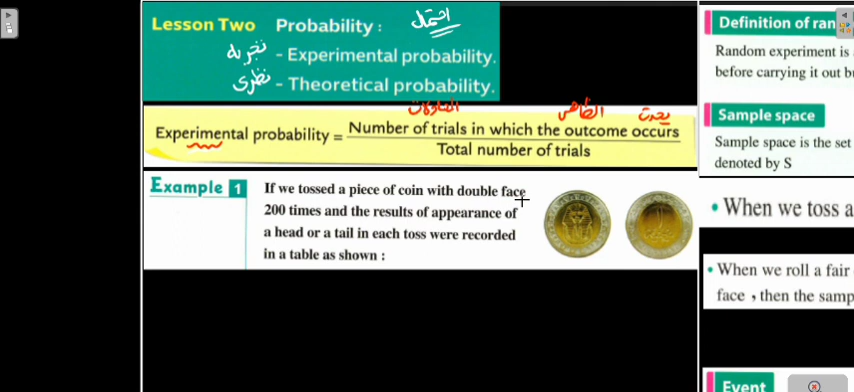 Lesson Two Probability : احتمال
تجريبي - Experimental probability.
نظري - Theoretical probability.
يحدث
Experimental probability = Number of trials in which the outcome occurs
Total number of trials
Example 1 If we tossed a piece of coin with double face
200 times and the results of appearance of
a head or a tail in each toss were recorded
in a table as shown :
Definition of ran
Random experiment is
before carrying it out b
Sample space
Sample space is the set
denoted by S
• When we toss a
• When we roll a fair
face , then the samp
Event